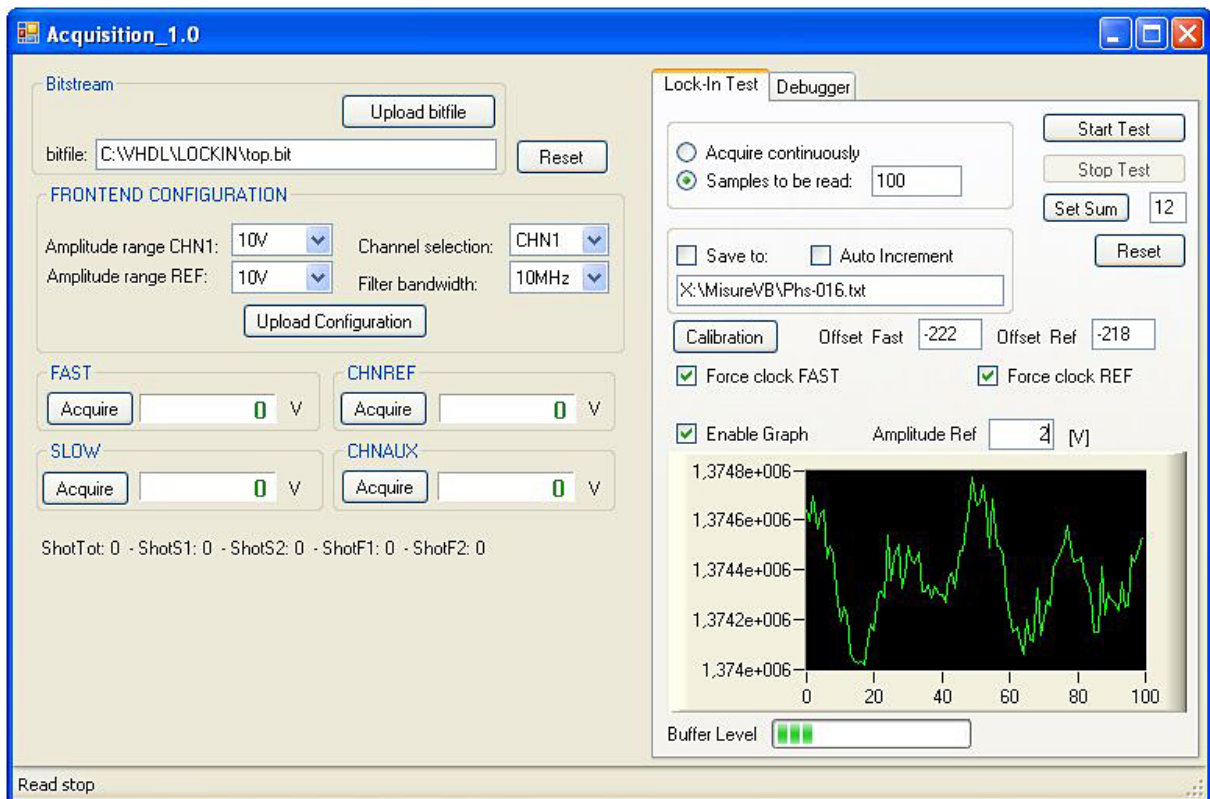 Acquisition_1.0
Bitstream
Upload bitfile
bitfile: C:\VHDL\LOCKIN\top.bit
Reset
FRONTEND CONFIGURATION
Amplitude range CHN1: 10V Channel selection: CHN1
Amplitude range REF: 10V Filter bandwidth: 10MHz
Upload Configuration
FAST CHNREF
Acquire 0 V Acquire 0 V
SLOW CHNAUX
Acquire 0 V Acquire 0 V
ShotTot: 0 - ShotS1: 0 - ShotS2: 0 - ShotF1: 0 - ShotF2: 0
Lock-In Test Debugger
Start Test
Acquire continuously
Stop Test
Samples to be read: 100
Set Sum 12
Reset
Save to: Auto Increment
X:\MisureVB\Phs-016.txt
Calibration Offset Fast -222 Offset Ref -218
Force clock FAST Force clock REF
Enable Graph Amplitude Ref 2 [V]
1,3748e+006
1,3746e+006
1,3744e+006
1,3742e+006
1,374e+006
0 20 40 60 80 100
Buffer Level
Read stop